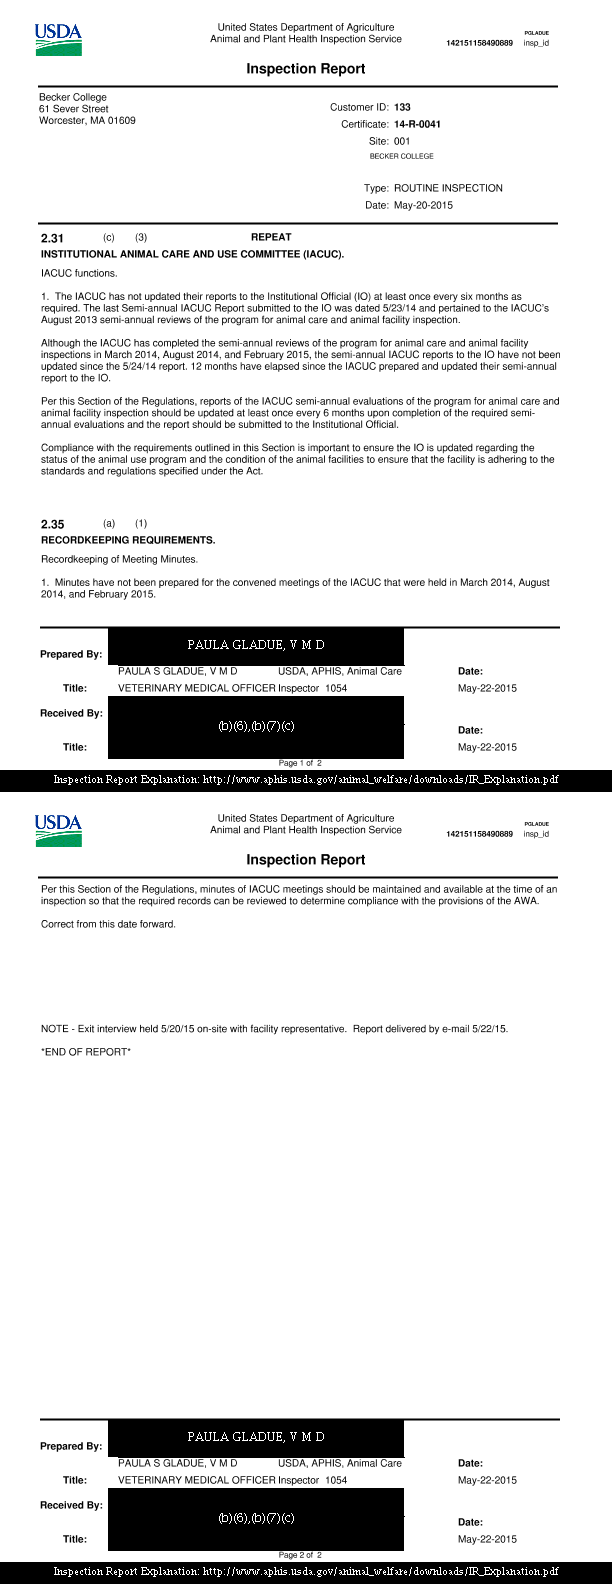 USDA
United States Department of Agriculture
Animal and Plant Health Inspection Service
PGLADUE
142151158490889 insp_id
Inspection Report
Becker College
61 Sever Street
Worcester, MA 01609
Customer ID: 133
Certificate: 14-R-0041
Site: 001
BECKER COLLEGE
Type: ROUTINE INSPECTION
Date: May-20-2015
2.31 (c) (3) REPEAT
INSTITUTIONAL ANIMAL CARE AND USE COMMITTEE (IACUC).
IACUC functions.
1. The IACUC has not updated their reports to the Institutional Official (IO) at least once every six months as
required. The last Semi-annual IACUC Report submitted to the IO was dated 5/23/14 and pertained to the IACUC's
August 2013 semi-annual reviews of the program for animal care and animal facility inspection.
Although the IACUC has completed the semi-annual reviews of the program for animal care and animal facility
inspections in March 2014, August 2014, and February 2015, the semi-annual IACUC reports to the IO have not been
updated since the 5/24/14 report. 12 months have elapsed since the IACUC prepared and updated their semi-annual
report to the IO.
Per this Section of the Regulations, reports of the IACUC semi-annual evaluations of the program for animal care and
animal facility inspection should be updated at least once every 6 months upon completion of the required semi-
annual evaluations and the report should be submitted to the Institutional Official.
Compliance with the requirements outlined in this Section is important to ensure the IO is updated regarding the
status of the animal use program and the condition of the animal facilities to ensure that the facility is adhering to the
standards and regulations specified under the Act.
2.35 (a) (1)
RECORDKEEPING REQUIREMENTS.
Recordkeeping of Meeting Minutes.
1. Minutes have not been prepared for the convened meetings of the IACUC that were held in March 2014, August
2014, and February 2015.
PAULA GLADUE, V M D
Prepared By:
PAULA S GLADUE, V M D USDA, APHIS, Animal Care Date:
Title: VETERINARY MEDICAL OFFICER Inspector 1054 May-22-2015
Received By:
(b)(6),(b)(7)(c)
Date:
Title: May-22-2015
Page 1 of 2
Inspection Report Explanation: http://www.aphis.usda.gov/animal_welfare/downloads/IR_Explanation.pdf
USDA
United States Department of Agriculture
Animal and Plant Health Inspection Service
PGLADUE
142151158490889 insp_id
Inspection Report
Per this Section of the Regulations, minutes of IACUC meetings should be maintained and available at the time of an
inspection so that the required records can be reviewed to determine compliance with the provisions of the AWA.
Correct from this date forward.
NOTE - Exit interview held 5/20/15 on-site with facility representative. Report delivered by e-mail 5/22/15.
*END OF REPORT*
PAULA GLADUE, V M D
Prepared By:
PAULA S GLADUE, V M D USDA, APHIS, Animal Care Date:
Title: VETERINARY MEDICAL OFFICER Inspector 1054 May-22-2015
Received By:
(b)(6),(b)(7)(c)
Date:
Title: May-22-2015
Page 2 of 2
Inspection Report Explanation: http://www.aphis.usda.gov/animal_welfare/downloads/IR_Explanation.pdf